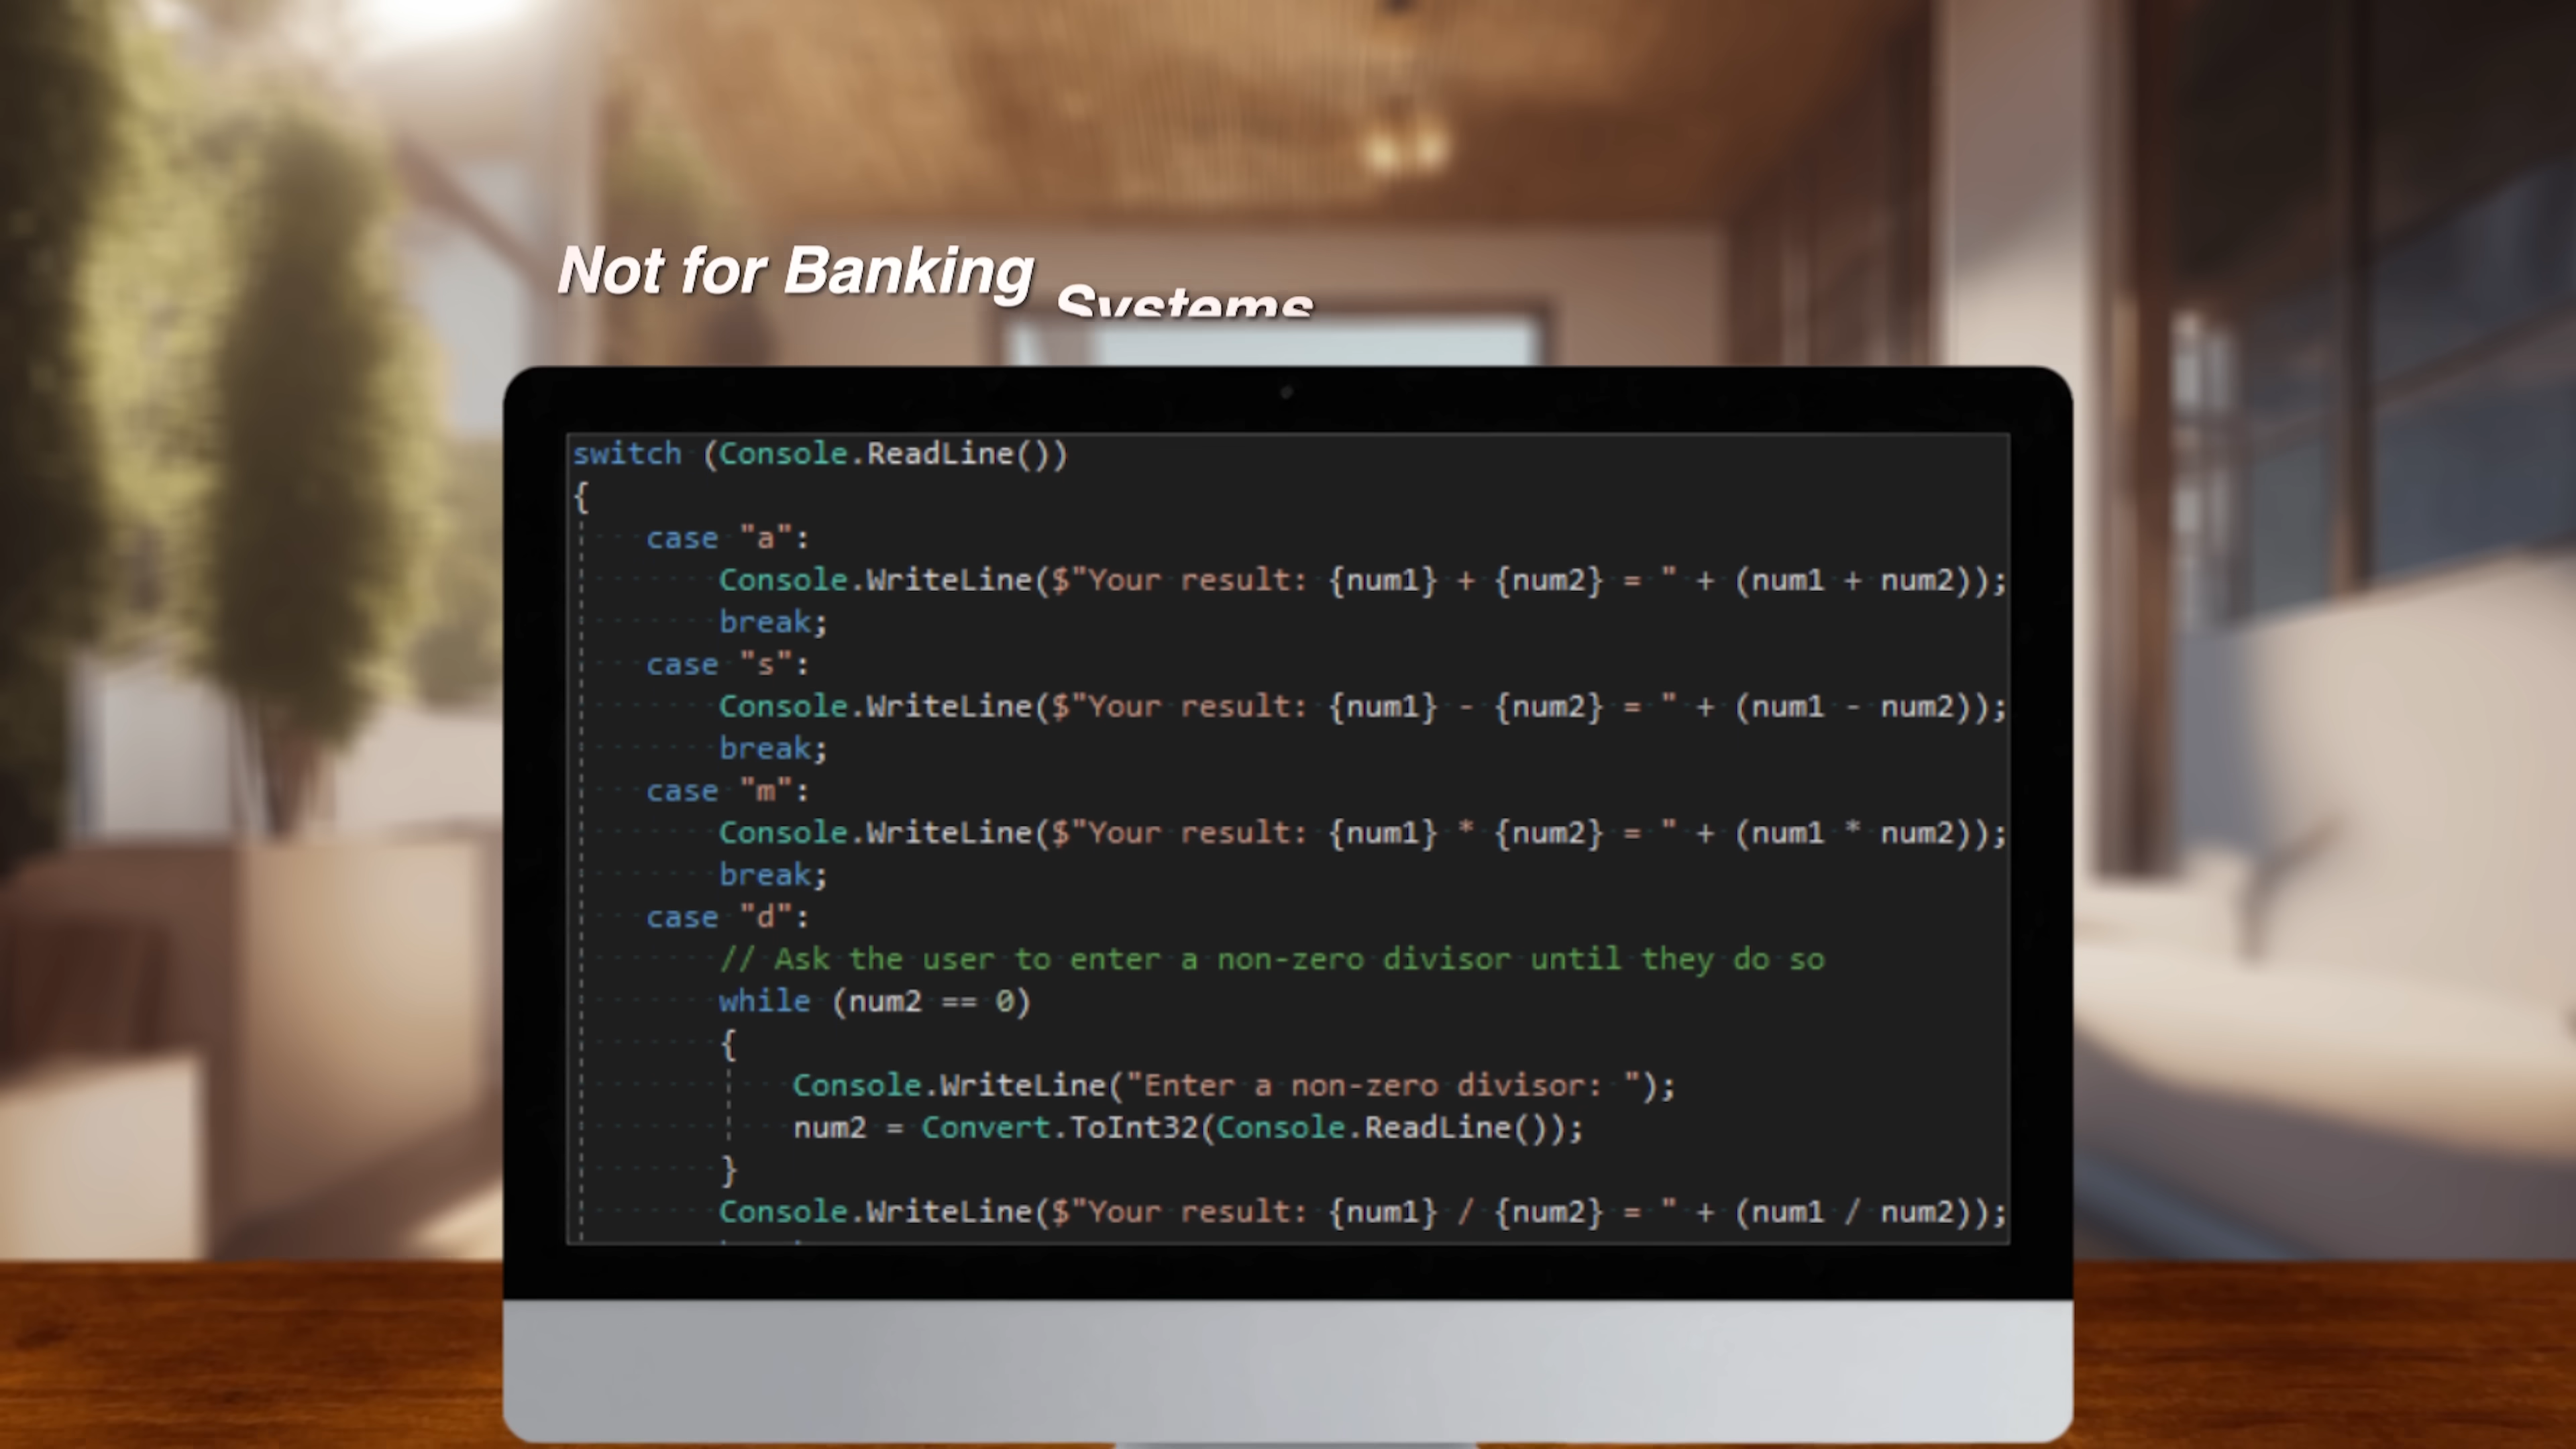 Not for Banking Systems
switch (Console.ReadLine())
{
case "a":
Console.WriteLine($"Your result: {num1} + {num2} = " + (num1 + num2));
break;
case "s":
Console.WriteLine($"Your result: {num1} - {num2} = " + (num1 - num2));
break;
case "m":
Console.WriteLine($"Your result: {num1} * {num2} = " + (num1 * num2));
break;
case "d":
// Ask the user to enter a non-zero divisor until they do so
while (num2 == 0)
{
Console.WriteLine("Enter a non-zero divisor: ");
num2 = Convert.ToInt32(Console.ReadLine());
}
Console.WriteLine($"Your result: {num1} / {num2} = " + (num1 / num2));